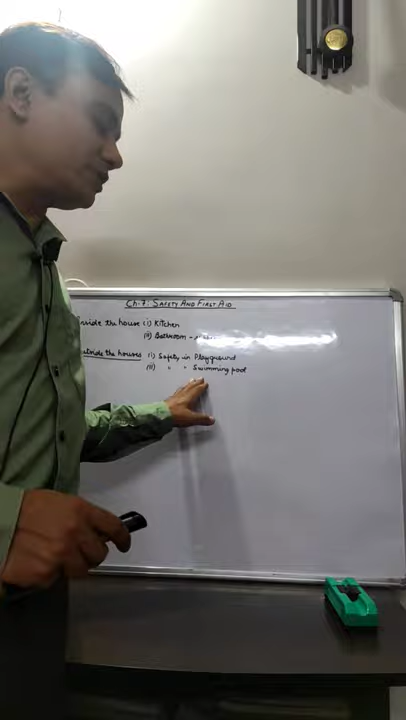 Ch-7: SAFETY AND FIRST AID
Inside the house (i) Kitchen
(ii) Bathroom -
Outside the houses (i) Safety in Playground
(ii) " " Swimming pool